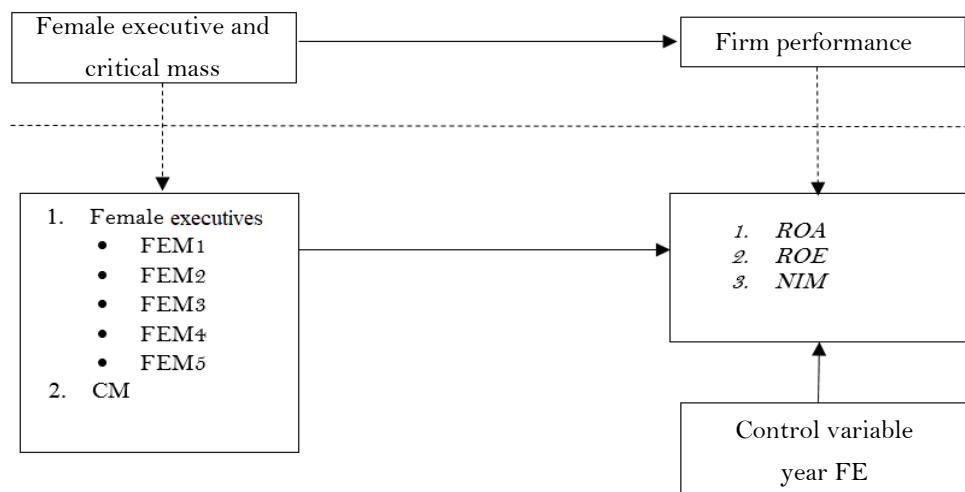 Female executive and
critical mass
Firm performance
1. Female executives
• FEM1
• FEM2
• FEM3
• FEM4
• FEM5
2. CM
1. ROA
2. ROE
3. NIM
Control variable
year FE